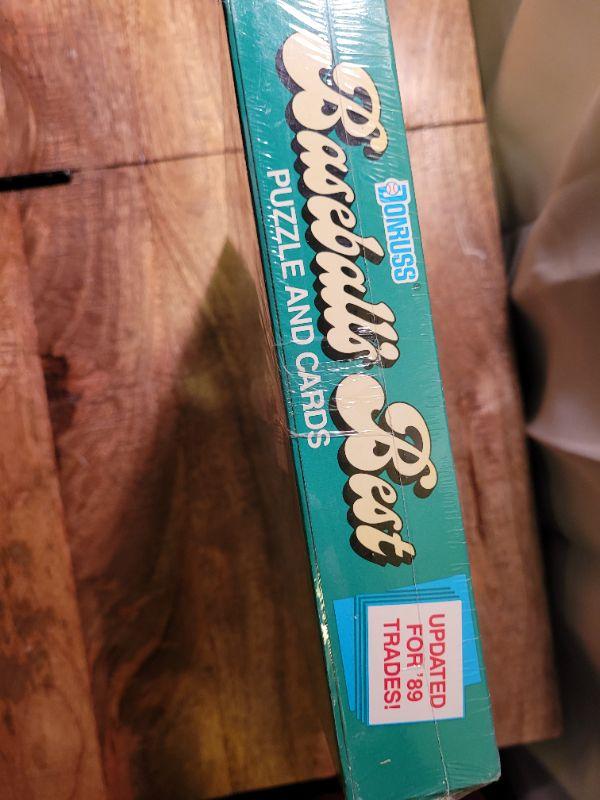 DONRUSS
Baseball's Best
PUZZLE AND CARDS
UPDATED
FOR '89
TRADES!